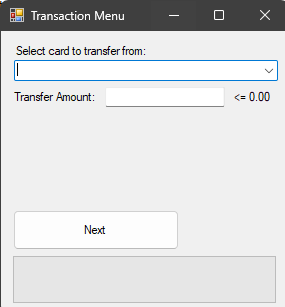 Transaction Menu
Select card to transfer from:
Transfer Amount: <= 0.00
Next